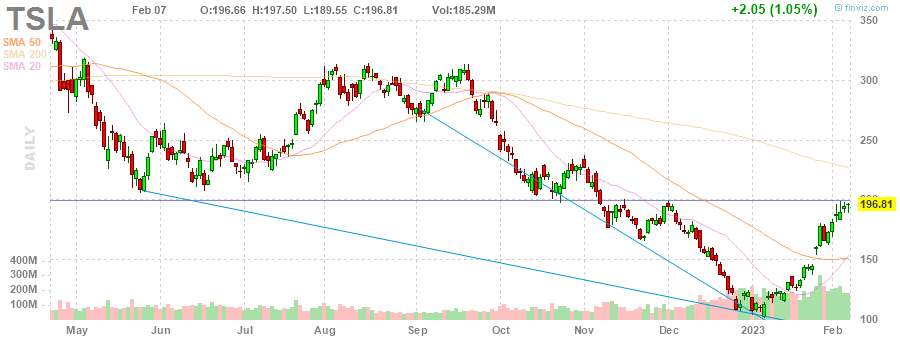 TSLA
Feb 07 O:196.66 H:197.50 L:189.55 C:196.81 Vol:185.29M
+2.05 (1.05%)
© finviz.com
SMA 50
SMA 200
SMA 20
DAILY
350
300
250
196.81
150
100
400M
300M
200M
100M
May Jun Jul Aug Sep Oct Nov Dec 2023 Feb